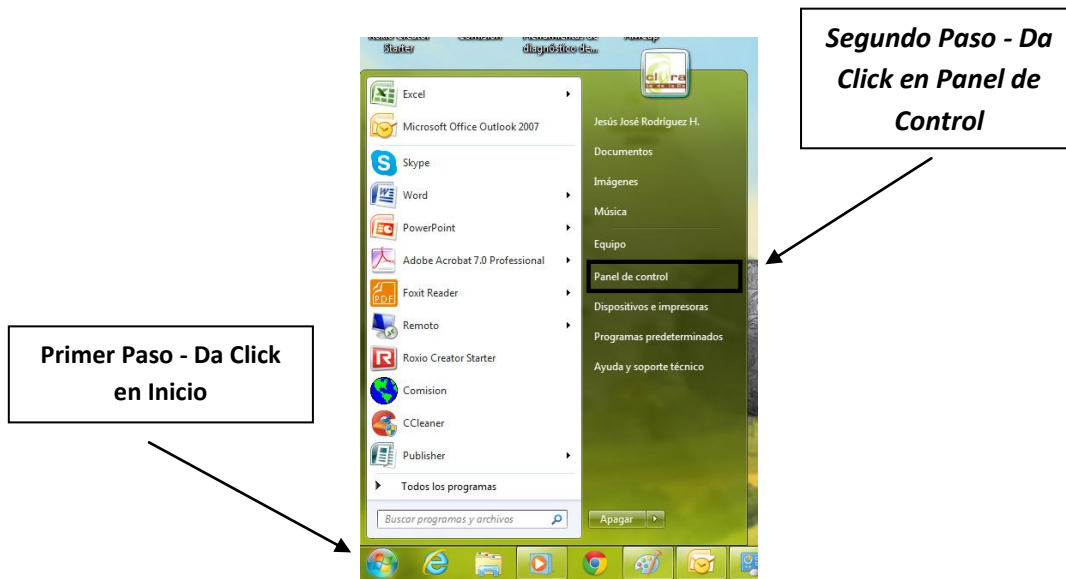 Segundo Paso - Da
Click en Panel de
Control
Primer Paso - Da Click
en Inicio
Starter
diagnóstico de...
Excel
Microsoft Office Outlook 2007
Skype
Word
PowerPoint
Adobe Acrobat 7.0 Professional
Foxit Reader
Remoto
Roxio Creator Starter
Comision
CCleaner
Publisher
Todos los programas
Buscar programas y archivos
Jesús José Rodríguez H.
Documentos
Imágenes
Música
Equipo
Panel de control
Dispositivos e impresoras
Programas predeterminados
Ayuda y soporte técnico
Apagar